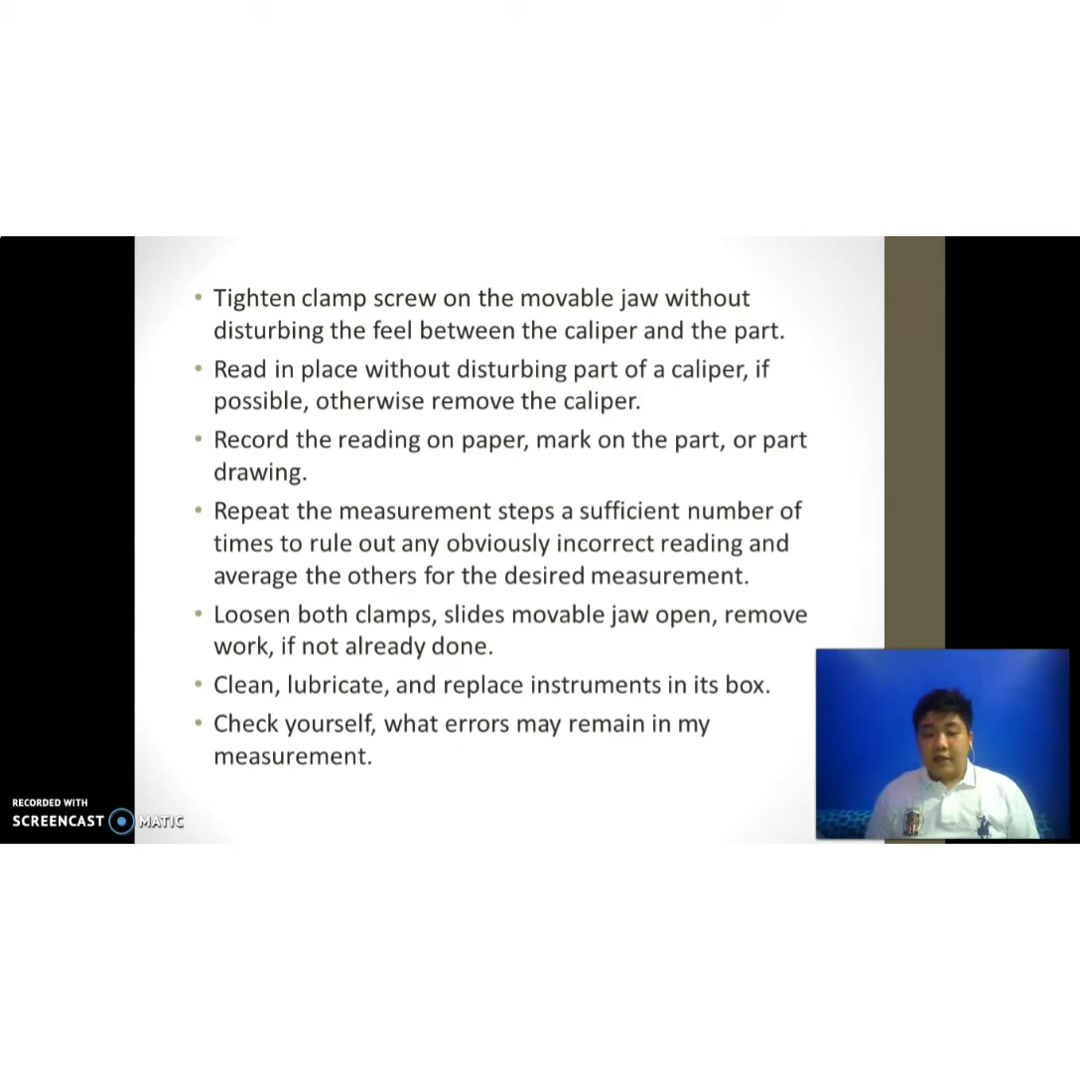 • Tighten clamp screw on the movable jaw without
disturbing the feel between the caliper and the part.
• Read in place without disturbing part of a caliper, if
possible, otherwise remove the caliper.
• Record the reading on paper, mark on the part, or part
drawing.
• Repeat the measurement steps a sufficient number of
times to rule out any obviously incorrect reading and
average the others for the desired measurement.
• Loosen both clamps, slides movable jaw open, remove
work, if not already done.
• Clean, lubricate, and replace instruments in its box.
• Check yourself, what errors may remain in my
measurement.
RECORDED WITH
SCREENCAST MATIC